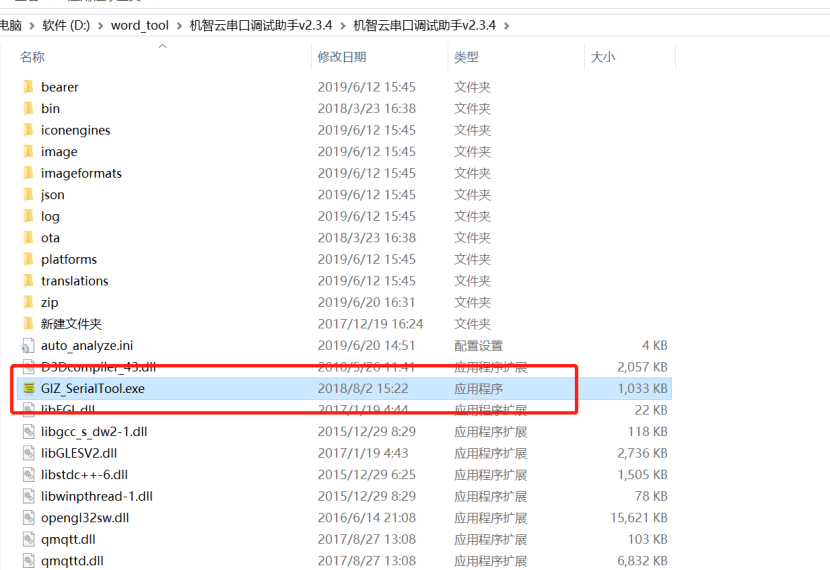 电脑 > 软件 (D:) > word_tool > 机智云串口调试助手v2.3.4 > 机智云串口调试助手v2.3.4 >
名称 修改日期 类型 大小
bearer 2019/6/12 15:45 文件夹
bin 2018/3/23 16:38 文件夹
iconengines 2019/6/12 15:45 文件夹
image 2019/6/12 15:45 文件夹
imageformats 2019/6/12 15:45 文件夹
json 2019/6/12 15:45 文件夹
log 2019/6/12 15:45 文件夹
ota 2018/3/23 16:38 文件夹
platforms 2019/6/12 15:45 文件夹
translations 2019/6/12 15:45 文件夹
zip 2019/6/20 16:31 文件夹
新建文件夹 2017/12/19 16:24 文件夹
auto_analyze.ini 2019/6/20 14:51 配置设置 4 KB
D3Dcompiler_43.dll 2010/5/26 11:41 应用程序扩展 2,057 KB
GIZ_SerialTool.exe 2018/8/2 15:22 应用程序 1,033 KB
libEGL.dll 2017/1/19 4:44 应用程序扩展 22 KB
libgcc_s_dw2-1.dll 2015/12/29 8:29 应用程序扩展 118 KB
libGLESV2.dll 2017/1/19 4:43 应用程序扩展 2,736 KB
libstdc++-6.dll 2015/12/29 6:25 应用程序扩展 1,505 KB
libwinpthread-1.dll 2015/12/29 8:29 应用程序扩展 78 KB
opengl32sw.dll 2016/6/14 21:08 应用程序扩展 15,621 KB
qmqtt.dll 2017/8/27 13:08 应用程序扩展 103 KB
qmqttd.dll 2017/8/27 13:08 应用程序扩展 6,832 KB